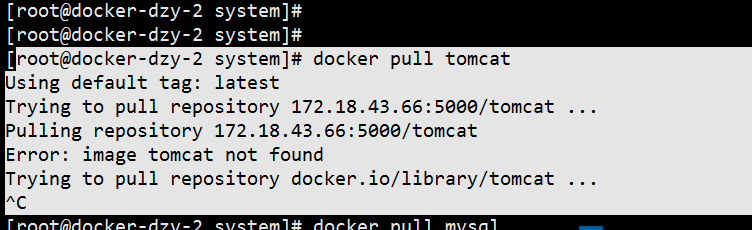 [root@docker-dzy-2 system]#
[root@docker-dzy-2 system]#
[root@docker-dzy-2 system]# docker pull tomcat
Using default tag: latest
Trying to pull repository 172.18.43.66:5000/tomcat ...
Pulling repository 172.18.43.66:5000/tomcat
Error: image tomcat not found
Trying to pull repository docker.io/library/tomcat ...
^C
[root@docker-dzy-2 system]# docker pull mysql